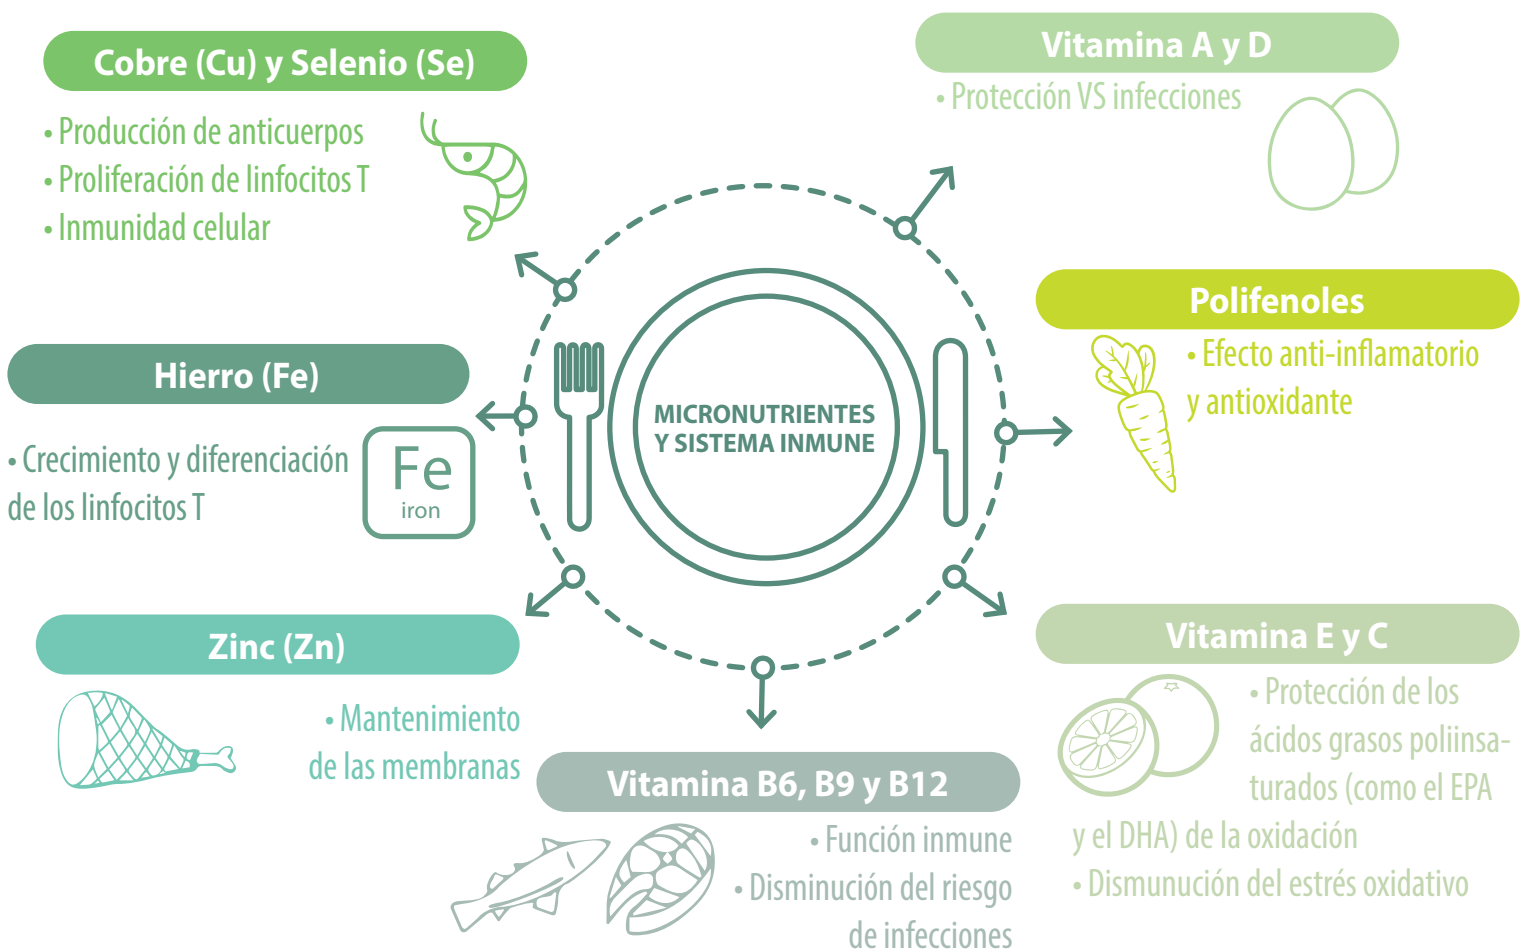 Cobre (Cu) y Selenio (Se)
• Producción de anticuerpos
• Proliferación de linfocitos T
• Inmunidad celular
Vitamina A y D
• Protección VS infecciones
Polifenoles
• Efecto anti-inflamatorio
y antioxidante
Hierro (Fe)
• Crecimiento y diferenciación
de los linfocitos T
Fe
iron
MICRONUTRIENTES
Y SISTEMA INMUNE
Zinc (Zn)
• Mantenimiento
de las membranas
Vitamina B6, B9 y B12
• Función inmune
• Disminución del riesgo
de infecciones
Vitamina E y C
• Protección de los
ácidos grasos poliinsa-
turados (como el EPA
y el DHA) de la oxidación
• Dismunución del estrés oxidativo